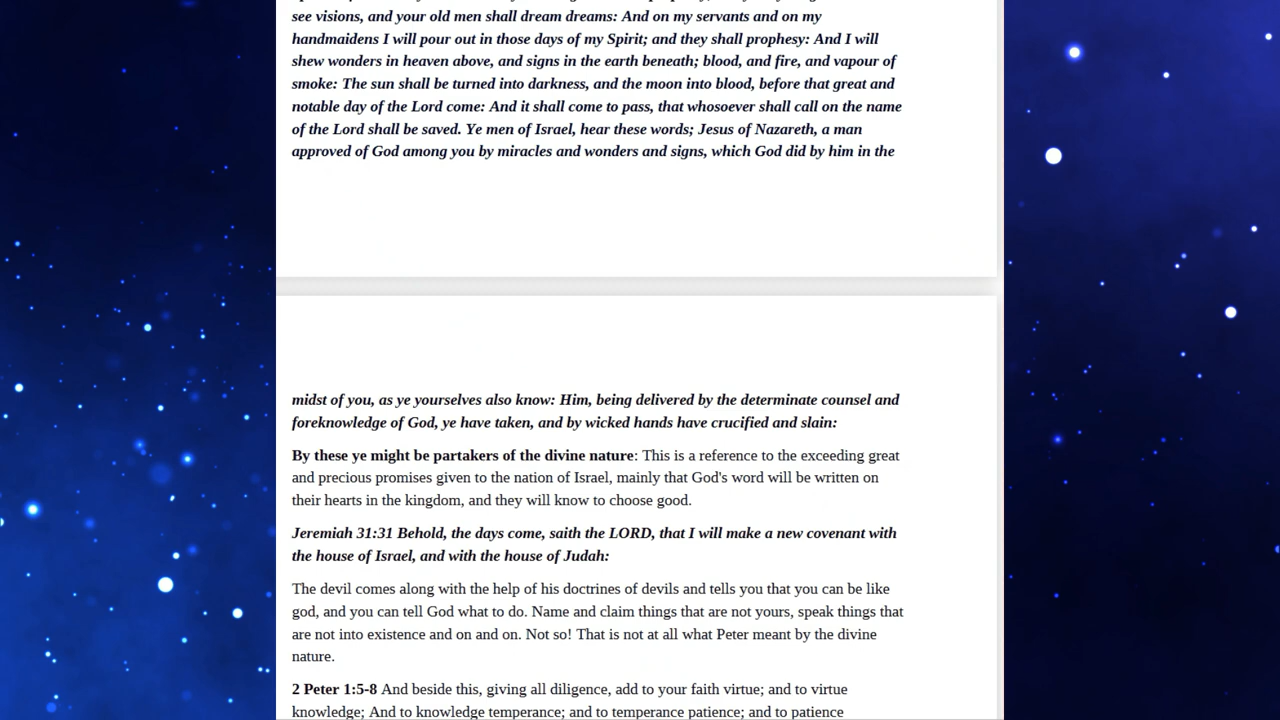 see visions, and your old men shall dream dreams: And on my servants and on my
handmaidens I will pour out in those days of my Spirit; and they shall prophesy: And I will
shew wonders in heaven above, and signs in the earth beneath; blood, and fire, and vapour of
smoke: The sun shall be turned into darkness, and the moon into blood, before that great and
notable day of the Lord come: And it shall come to pass, that whosoever shall call on the name
of the Lord shall be saved. Ye men of Israel, hear these words; Jesus of Nazareth, a man
approved of God among you by miracles and wonders and signs, which God did by him in the
midst of you, as ye yourselves also know: Him, being delivered by the determinate counsel and
foreknowledge of God, ye have taken, and by wicked hands have crucified and slain:
By these ye might be partakers of the divine nature: This is a reference to the exceeding great
and precious promises given to the nation of Israel, mainly that God's word will be written on
their hearts in the kingdom, and they will know to choose good.
Jeremiah 31:31 Behold, the days come, saith the LORD, that I will make a new covenant with
the house of Israel, and with the house of Judah:
The devil comes along with the help of his doctrines of devils and tells you that you can be like
god, and you can tell God what to do. Name and claim things that are not yours, speak things that
are not into existence and on and on. Not so! That is not at all what Peter meant by the divine
nature.
2 Peter 1:5-8 And beside this, giving all diligence, add to your faith virtue; and to virtue
knowledge; And to knowledge temperance; and to temperance patience; and to patience